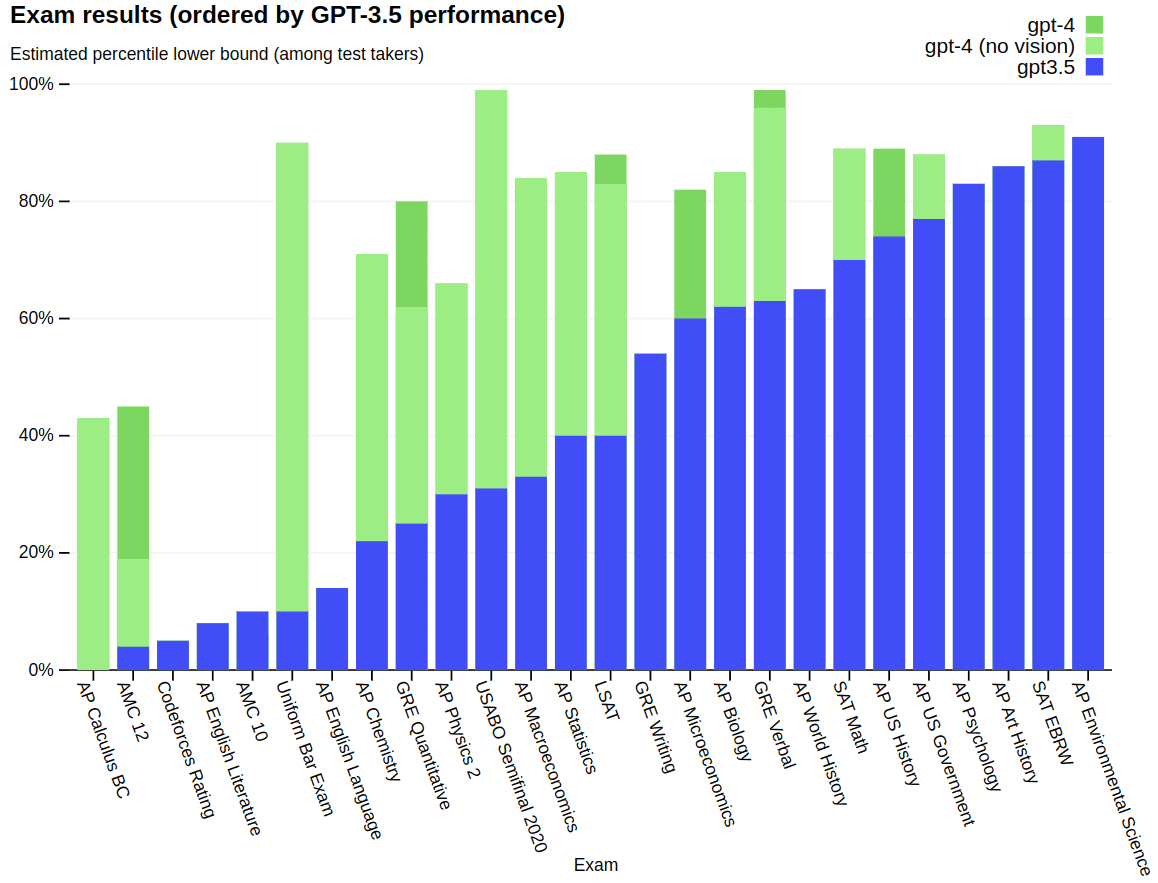 Exam results (ordered by GPT-3.5 performance)
Estimated percentile lower bound (among test takers)
gpt-4
gpt-4 (no vision)
gpt3.5
100%
80%
60%
40%
20%
0%
AP Calculus BC
AMC 12
Codeforces Rating
AP English Literature
AMC 10
Uniform Bar Exam
AP English Language
AP Chemistry
GRE Quantitative
AP Physics 2
USABO Semifinal 2020
AP Macroeconomics
AP Statistics
LSAT
GRE Writing
AP Microeconomics
AP Biology
GRE Verbal
AP World History
SAT Math
AP US History
AP US Government
AP Psychology
AP Art History
SAT EBRW
AP Environmental Science
Exam